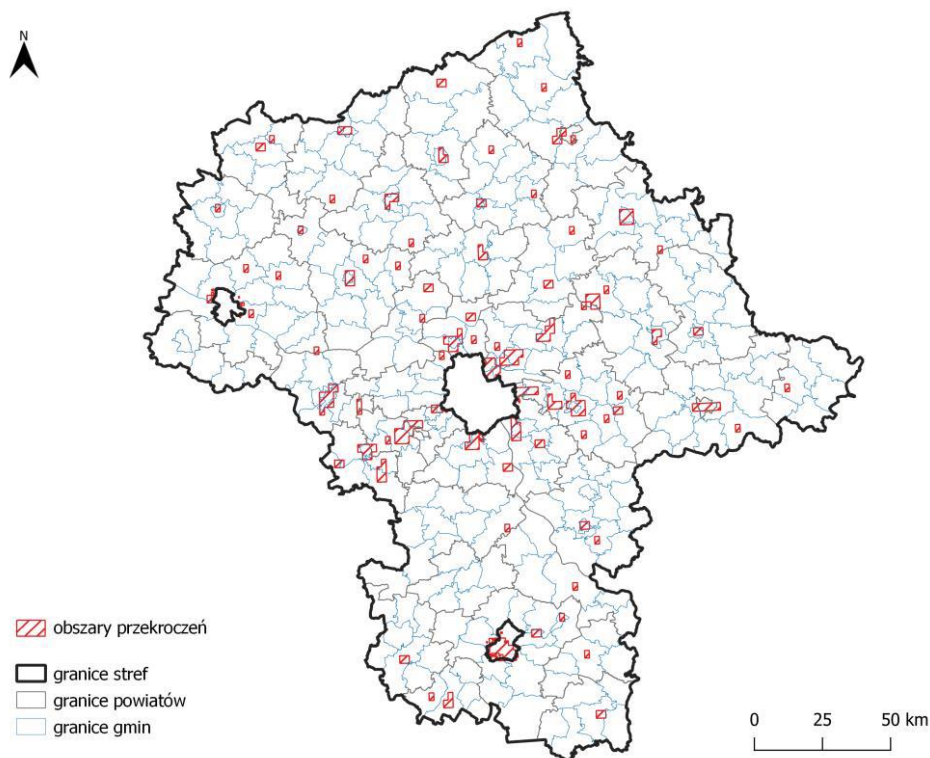 N
obszary przekroczeń
granice stref
granice powiatów
granice gmin
0 25 50 km